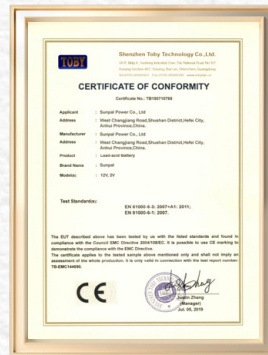 TOBY
Shenzhen Toby Technology Co.,Ltd.
CERTIFICATE OF CONFORMITY
Certificate No.: TB150715768
Applicant : Sunpal Power Co., Ltd
Address : West Changjiang Road,Shushan District,Hefei City,
Anhui Province,China.
Manufacturer : Sunpal Power Co., Ltd
Address : West Changjiang Road,Shushan District,Hefei City,
Anhui Province,China.
Product : Lead-acid Battery
Brand Name : Sunpal
Model(s): : 12V, 2V
Test Standard(s):
EN 61000-6-3: 2007+A1: 2011;
EN 61000-6-1: 2007.
The EUT described above has been tested by us with the listed standards and found in
compliance with the Council EMC Directive 2004/108/EC. It is possible to use CE marking to
demonstrate the compliance with the EMC Directive.
The certificate applies to the tested sample above mentioned only and shall not imply an
assessment of the whole production. It is only valid in connection with the test report number:
TB-EMC144680.
CE
Justin Zhang
(Manager)